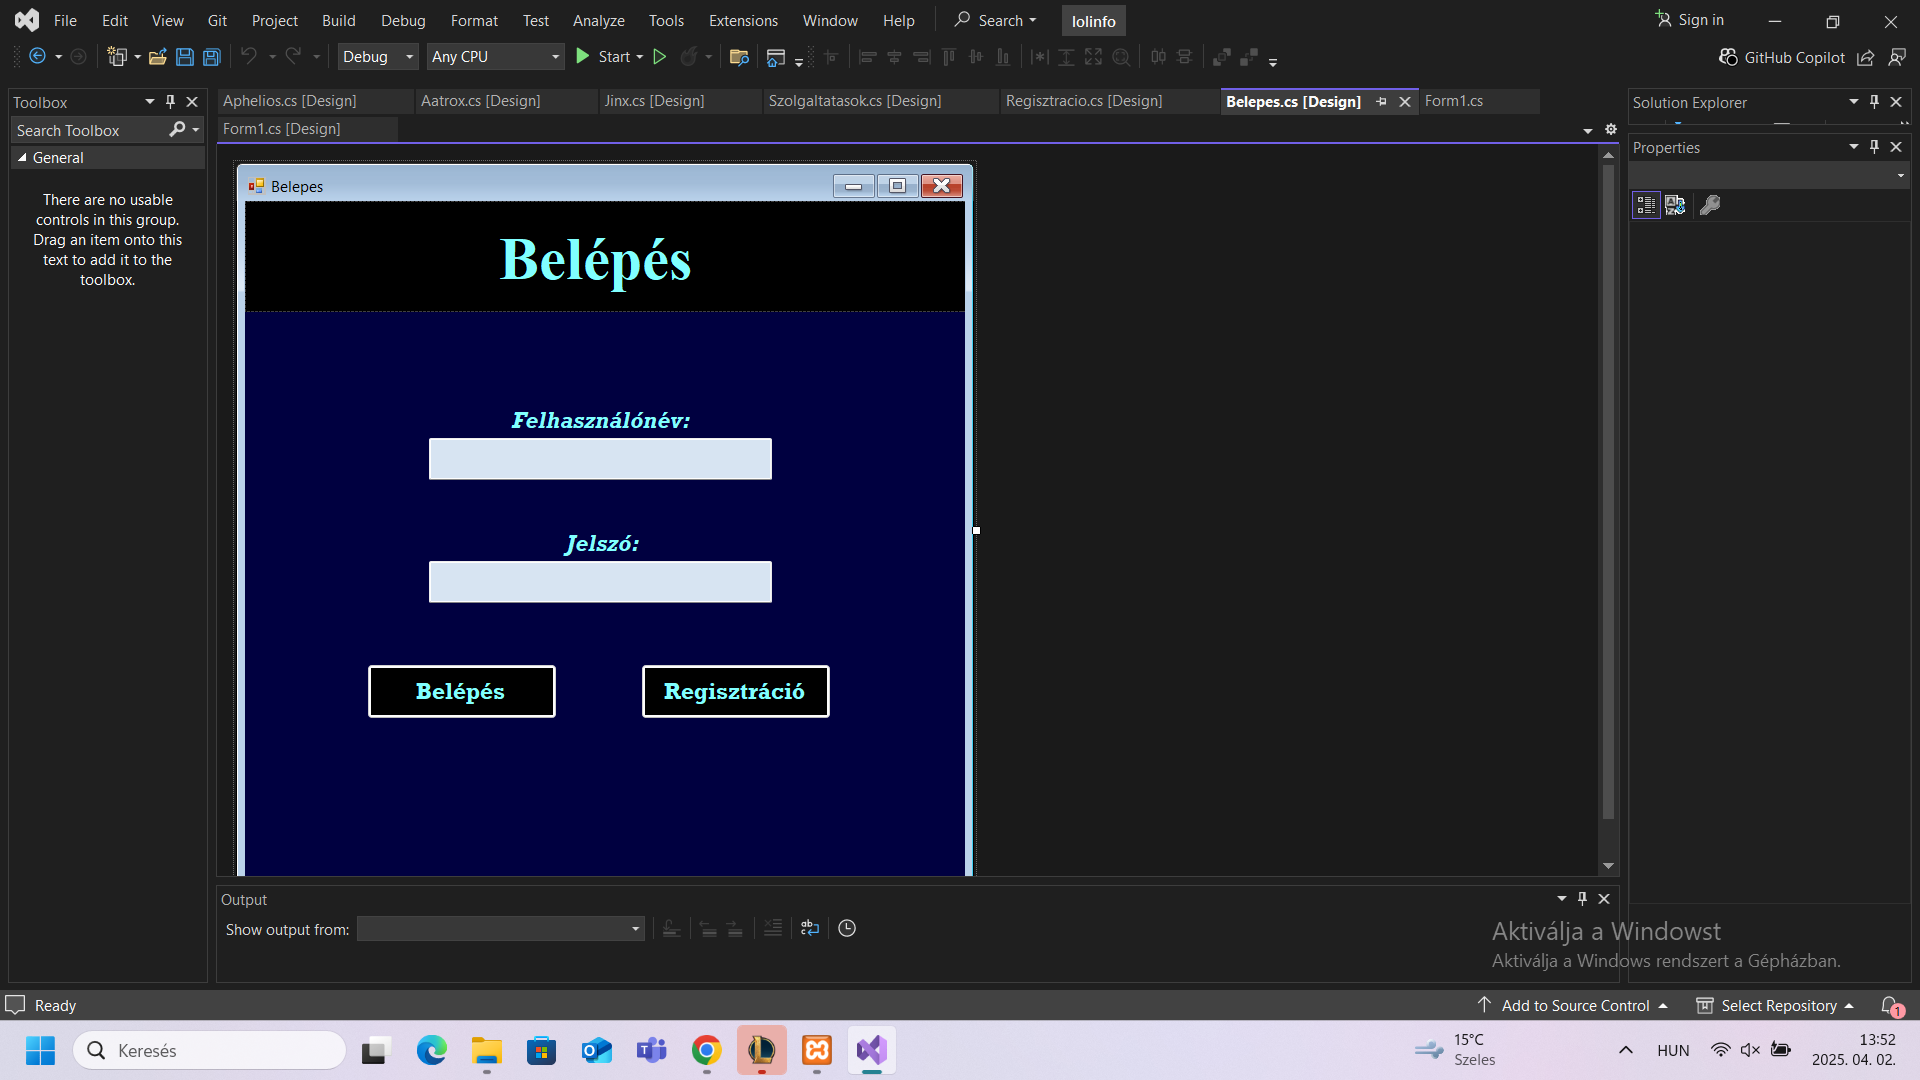 File Edit View Git Project Build Debug Format Test Analyze Tools Extensions Window Help Search lolinfo Sign in
Debug Any CPU Start GitHub Copilot
Toolbox
Search Toolbox
General
There are no usable
controls in this group.
Drag an item onto this
text to add it to the
toolbox.
Aphelios.cs [Design] Aatrox.cs [Design] Jinx.cs [Design] Szolgaltatasok.cs [Design] Regisztracio.cs [Design] Belepes.cs [Design] Form1.cs
Form1.cs [Design]
Belepes
Belépés
Felhasználónév:
Jelszó:
Belépés Regisztráció
Solution Explorer
Properties
Output
Show output from:
Aktiválja a Windowst
Aktiválja a Windows rendszert a Gépházban.
Ready Add to Source Control Select Repository 1
Keresés
15°C
Szeles
HUN
13:52
2025. 04. 02.